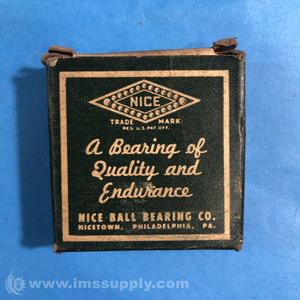 NICE
TRADE MARK
REG. U.S. PAT. OFF.
A Bearing of
Quality and
Endurance
NICE BALL BEARING CO.
NICETOWN, PHILADELPHIA, PA.
© www.imssupply.com